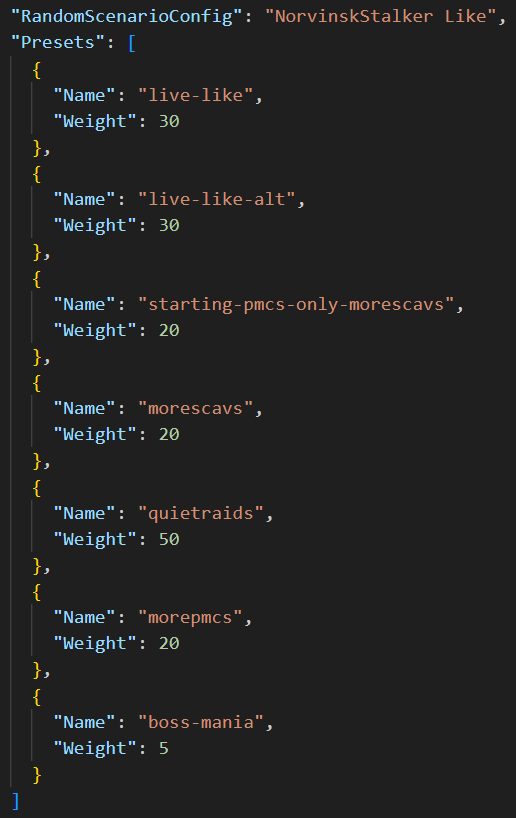 "RandomScenarioConfig": "NorvinskStalker Like",
"Presets": [
  {
    "Name": "live-like",
    "Weight": 30
  },
  {
    "Name": "live-like-alt",
    "Weight": 30
  },
  {
    "Name": "starting-pmcs-only-morescavs",
    "Weight": 20
  },
  {
    "Name": "morescavs",
    "Weight": 20
  },
  {
    "Name": "quietraids",
    "Weight": 50
  },
  {
    "Name": "morepmcs",
    "Weight": 20
  },
  {
    "Name": "boss-mania",
    "Weight": 5
  }
]